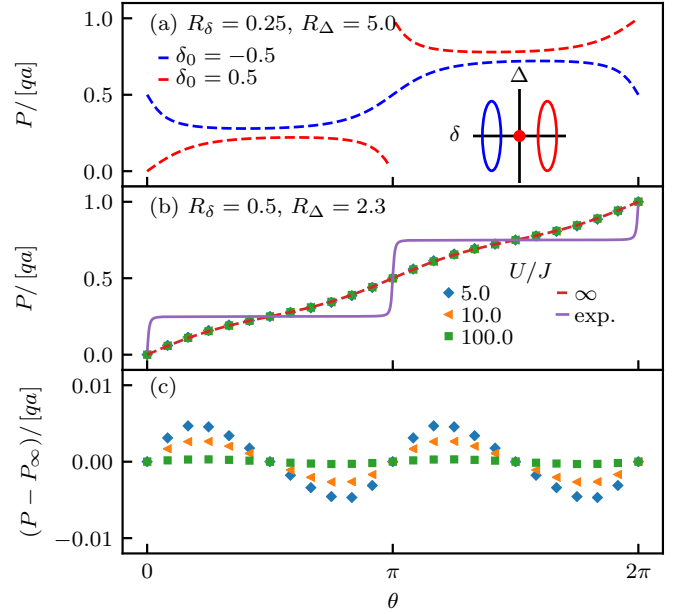 (a) R_δ = 0.25, R_Δ = 5.0
δ₀ = −0.5
δ₀ = 0.5
Δ
δ
P/[qa]
1.0
0.5
0.0
(b) R_δ = 0.5, R_Δ = 2.3
U/J
5.0
10.0
100.0
∞
exp.
P/[qa]
1.0
0.5
0.0
(c)
(P − P_∞)/[qa]
0.01
0.00
−0.01
0
π
2π
θ